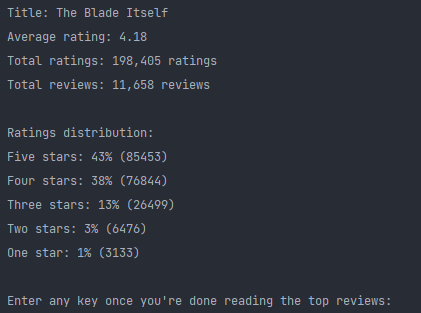 Title: The Blade Itself
Average rating: 4.18
Total ratings: 198,405 ratings
Total reviews: 11,658 reviews
Ratings distribution:
Five stars: 43% (85453)
Four stars: 38% (76844)
Three stars: 13% (26499)
Two stars: 3% (6476)
One star: 1% (3133)
Enter any key once you're done reading the top reviews: